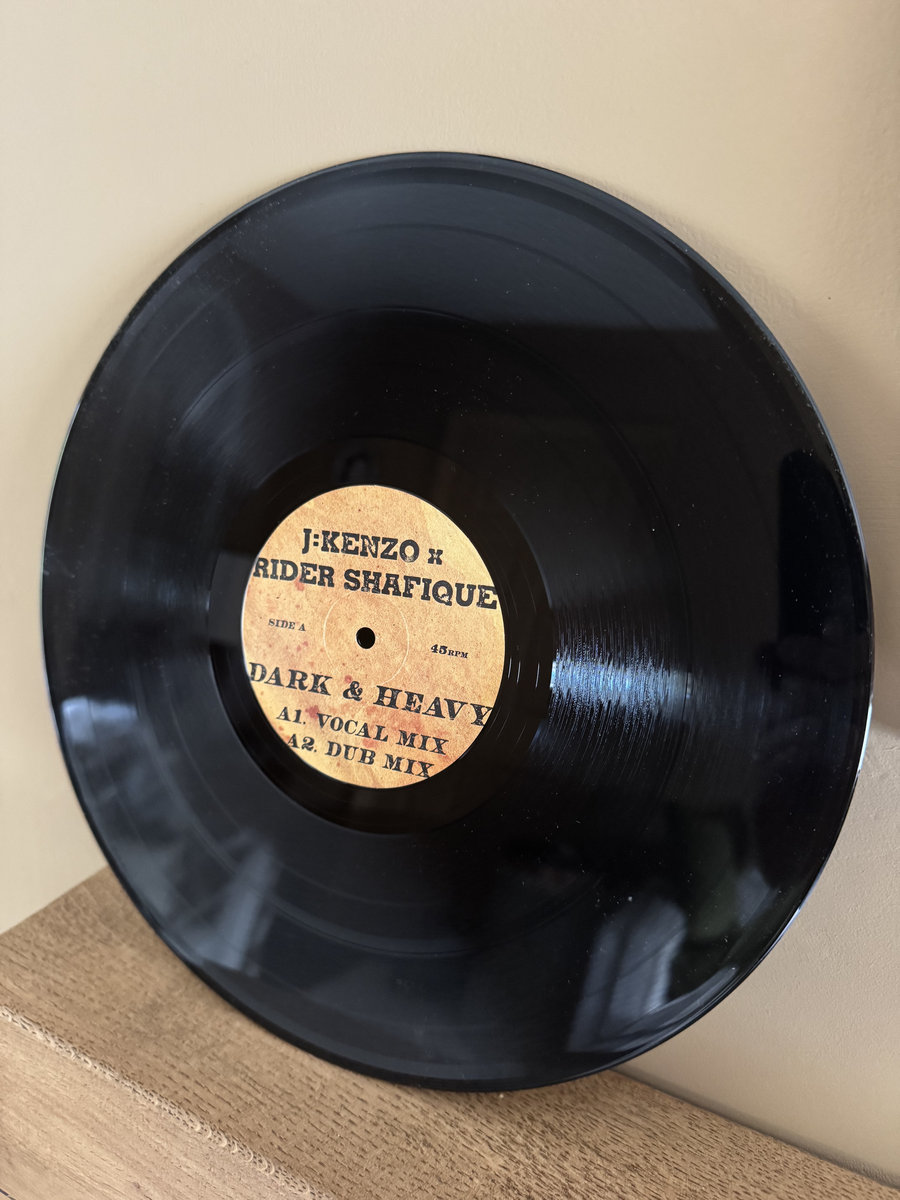 J:KENZO x
RIDER SHAFIQUE
SIDE A
45RPM
DARK & HEAVY
A1. VOCAL MIX
A2. DUB MIX